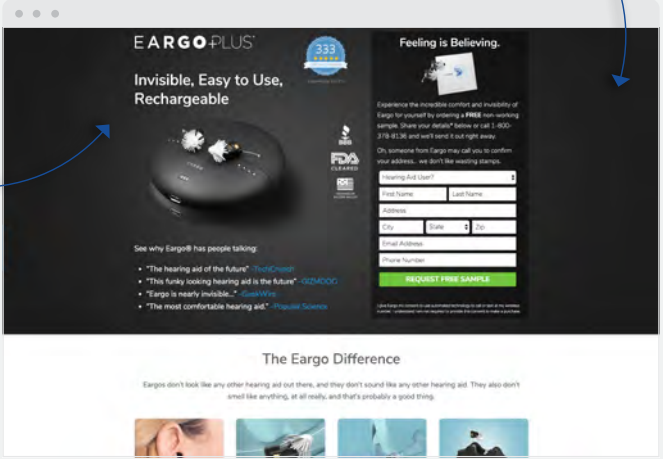 EARGO PLUS
333
Invisible, Easy to Use,
Rechargeable
BBB
FDA
CLEARED
See why Eargo® has people talking:
• "The hearing aid of the future" -TechCrunch
• "This funky looking hearing aid is the future" -GIZMODO
• "Eargo is nearly invisible..." -GeekWire
• "The most comfortable hearing aid." -Popular Science
Feeling is Believing.
Experience the incredible comfort and invisibility of
Eargo for yourself by ordering a FREE non-working
sample. Share your details* below or call 1-800-
378-8136 and we'll send it out right away.
Oh, someone from Eargo may call you to confirm
your address... we don't like wasting stamps.
Hearing Aid User?
First Name Last Name
Address
City State Zip
Email Address
Phone Number
REQUEST FREE SAMPLE
The Eargo Difference
Eargos don't look like any other hearing aid out there, and they don't sound like any other hearing aid. They also don't
smell like anything, at all really, and that's probably a good thing.